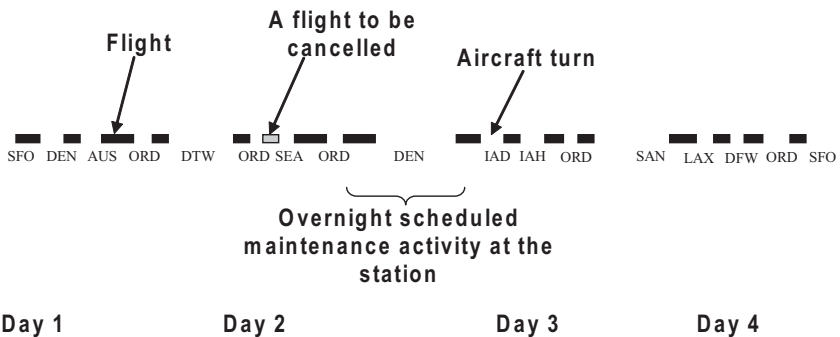 A flight to be
cancelled
Flight
Aircraft turn
SFO DEN AUS ORD DTW ORD SEA ORD DEN IAD IAH ORD SAN LAX DFW ORD SFO
Overnight scheduled
maintenance activity at the
station
Day 1 Day 2 Day 3 Day 4